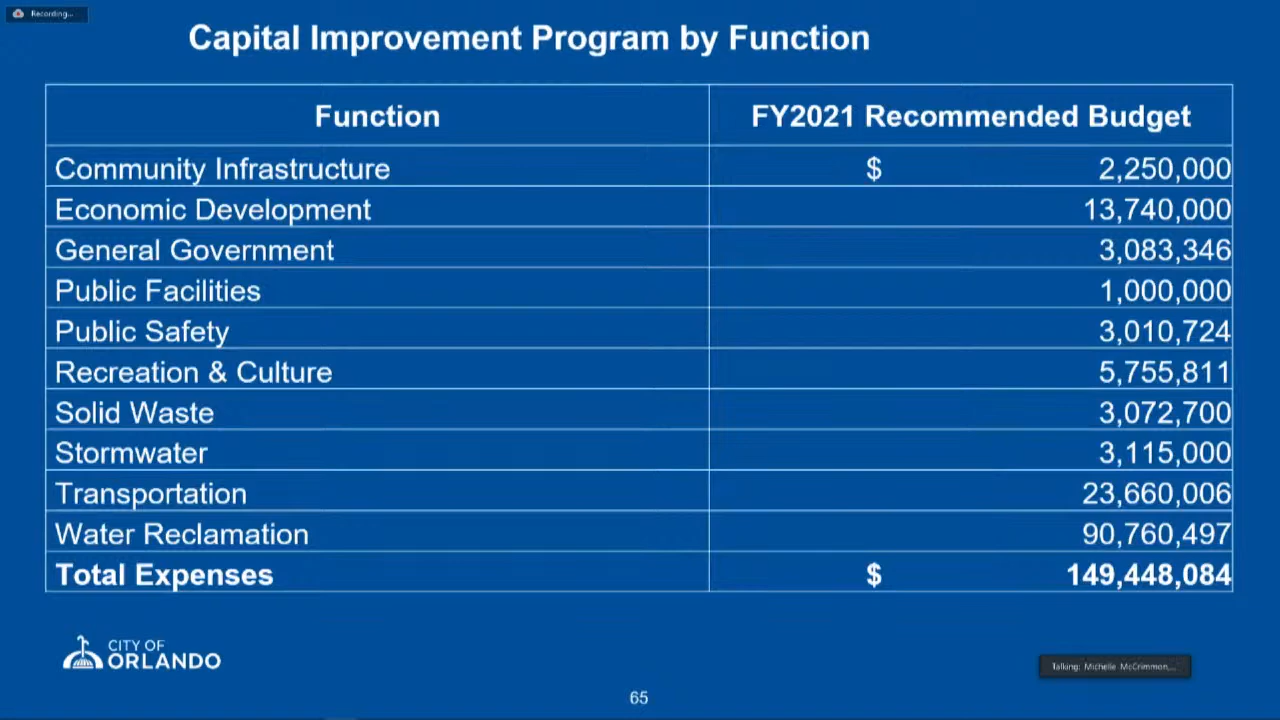 Recording...
Capital Improvement Program by Function
Function FY2021 Recommended Budget
Community Infrastructure $ 2,250,000
Economic Development 13,740,000
General Government 3,083,346
Public Facilities 1,000,000
Public Safety 3,010,724
Recreation & Culture 5,755,811
Solid Waste 3,072,700
Stormwater 3,115,000
Transportation 23,660,006
Water Reclamation 90,760,497
Total Expenses $ 149,448,084
CITY OF
ORLANDO
Talking: Michelle McCrimmon,...
65